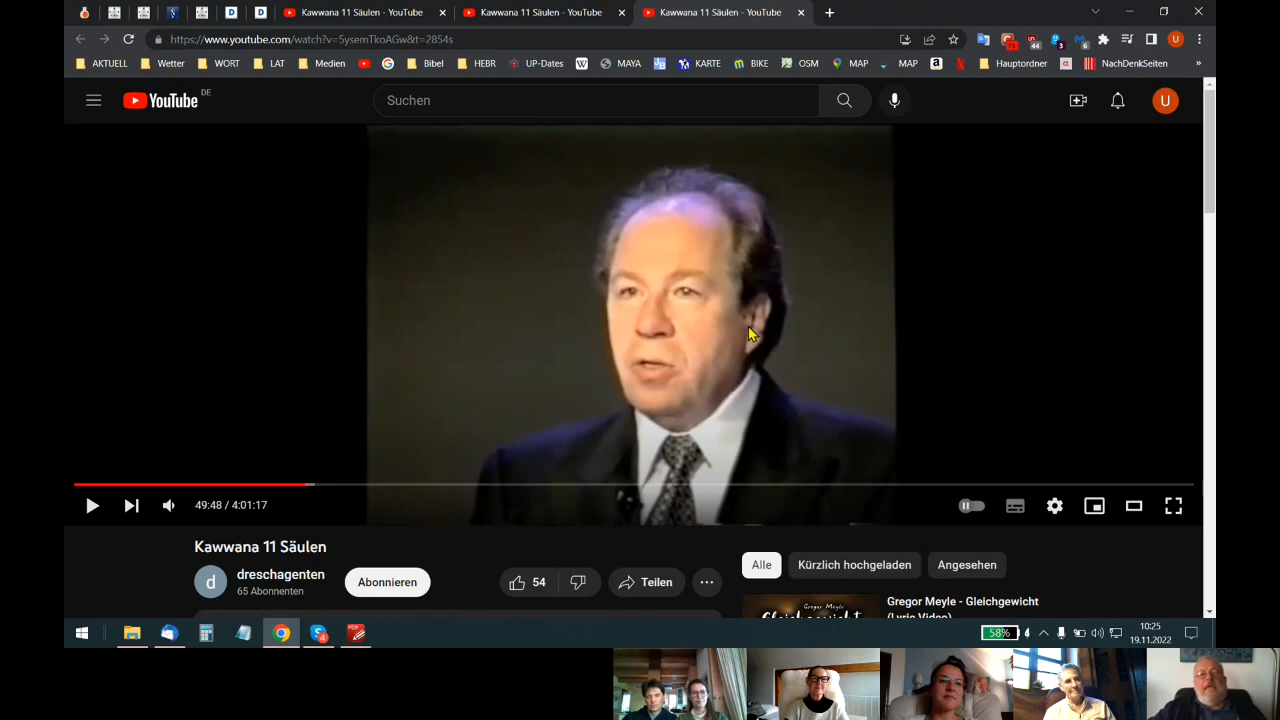 Kawwana 11 Säulen - YouTube
Kawwana 11 Säulen - YouTube
Kawwana 11 Säulen - YouTube
https://www.youtube.com/watch?v=5ysemTkoAGw&t=2854s
AKTUELL
Wetter
WORT
LAT
Medien
Bibel
HEBR
UP-Dates
MAYA
KARTE
BIKE
OSM
MAP
MAP
Hauptordner
NachDenkSeiten
YouTube DE
Suchen
U
49:48 / 4:01:17
Kawwana 11 Säulen
d
dreschagenten
65 Abonnenten
Abonnieren
54
Teilen
Alle
Kürzlich hochgeladen
Angesehen
Gregor Meyle
Gregor Meyle - Gleichgewicht
58%
10:25
19.11.2022